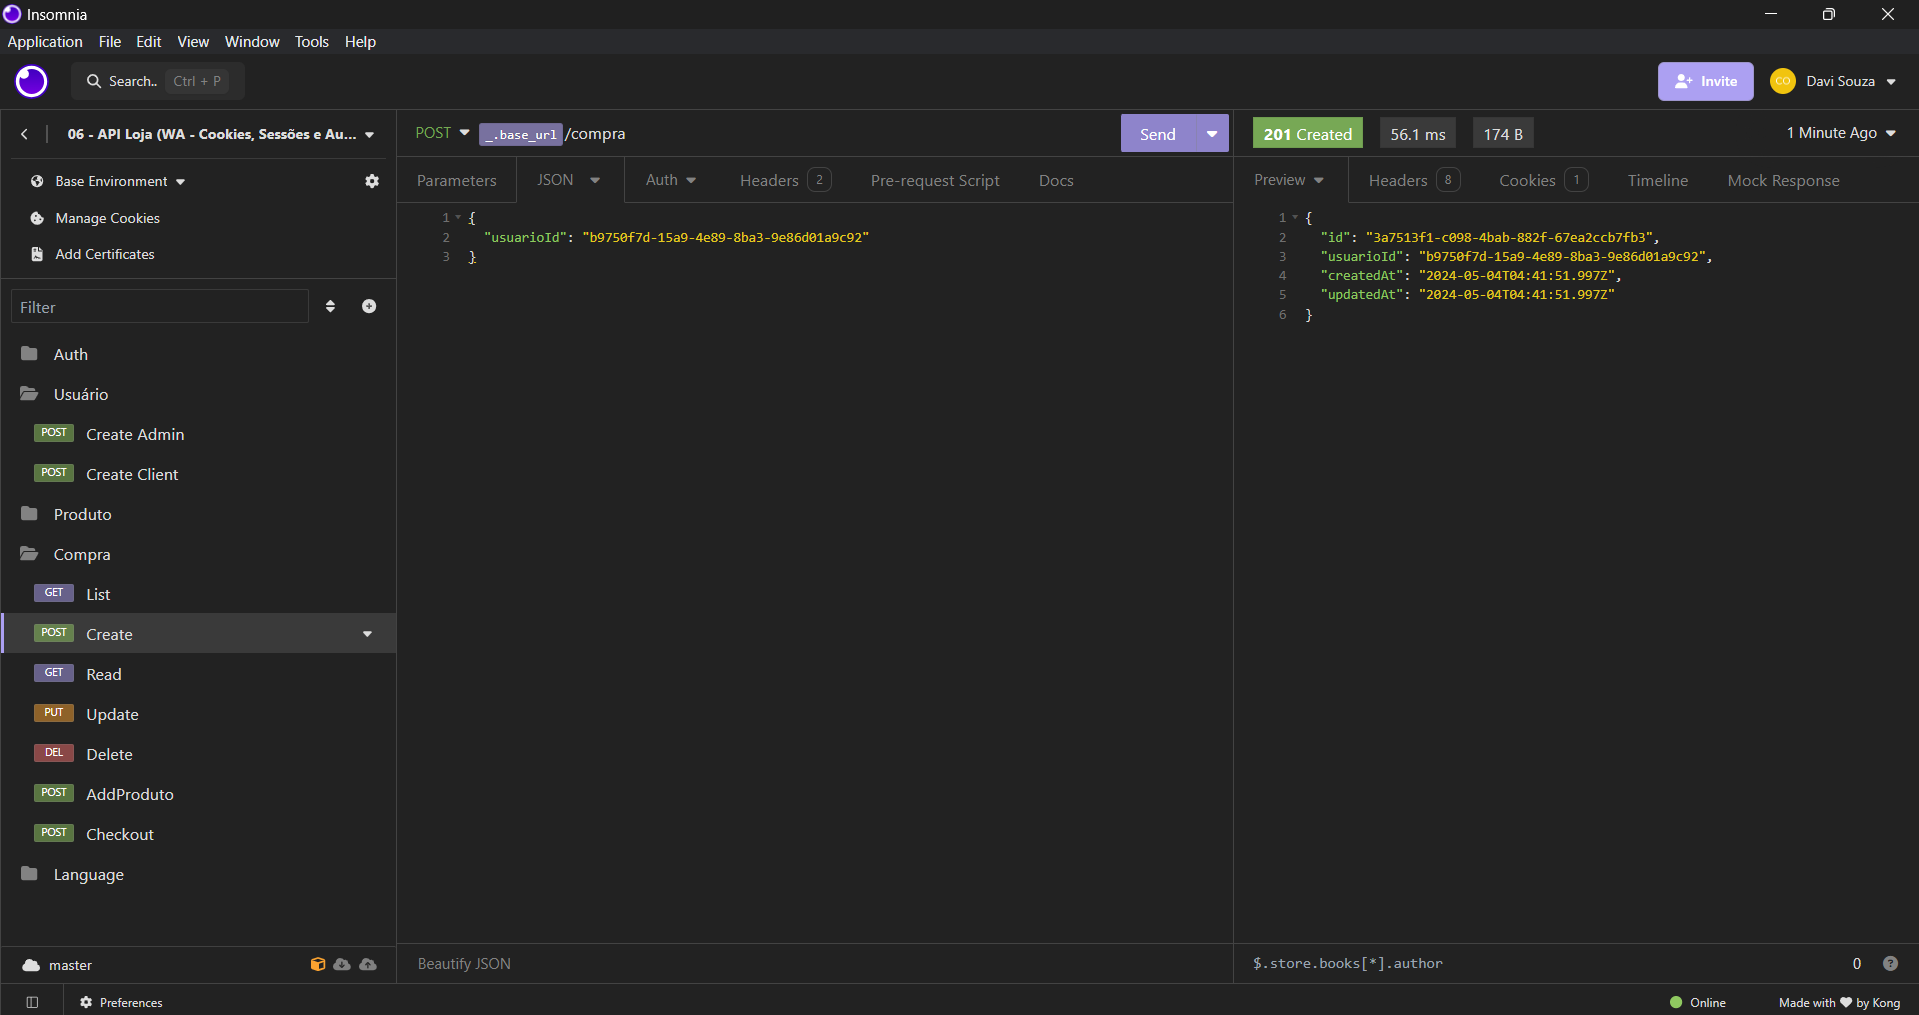 Insomnia
Application File Edit View Window Tools Help
Search.. Ctrl + P
Invite
CO Davi Souza
06 - API Loja (WA - Cookies, Sessões e Au...
Base Environment
Manage Cookies
Add Certificates
Filter
Auth
Usuário
POST Create Admin
POST Create Client
Produto
Compra
GET List
POST Create
GET Read
PUT Update
DEL Delete
POST AddProduto
POST Checkout
Language
master
Preferences
POST _.base_url/compra
Send
Parameters JSON Auth Headers 2 Pre-request Script Docs
1 {
2 "usuarioId": "b9750f7d-15a9-4e89-8ba3-9e86d01a9c92"
3 }
Beautify JSON
201 Created 56.1 ms 174 B 1 Minute Ago
Preview Headers 8 Cookies 1 Timeline Mock Response
1 {
2 "id": "3a7513f1-c098-4bab-882f-67ea2ccb7fb3",
3 "usuarioId": "b9750f7d-15a9-4e89-8ba3-9e86d01a9c92",
4 "createdAt": "2024-05-04T04:41:51.997Z",
5 "updatedAt": "2024-05-04T04:41:51.997Z"
6 }
$.store.books[*].author 0 ?
Online Made with ❤ by Kong